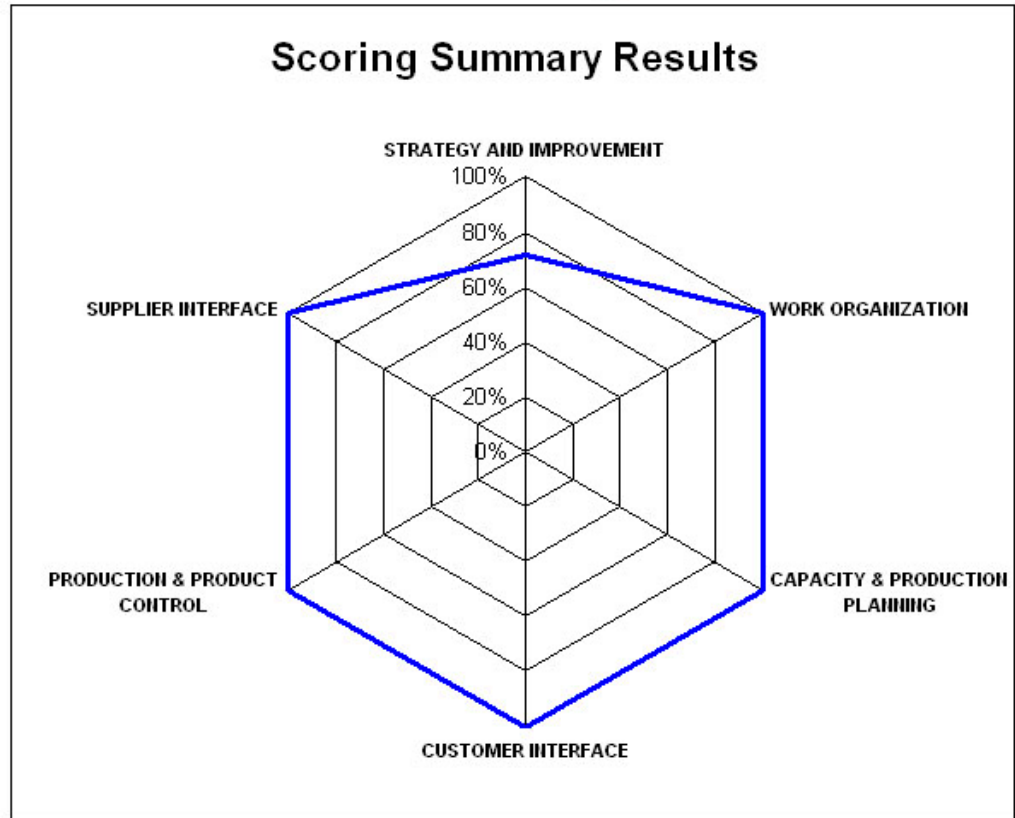 Scoring Summary Results
STRATEGY AND IMPROVEMENT
100%
80%
60%
40%
20%
0%
SUPPLIER INTERFACE
WORK ORGANIZATION
PRODUCTION & PRODUCT
CONTROL
CAPACITY & PRODUCTION
PLANNING
CUSTOMER INTERFACE